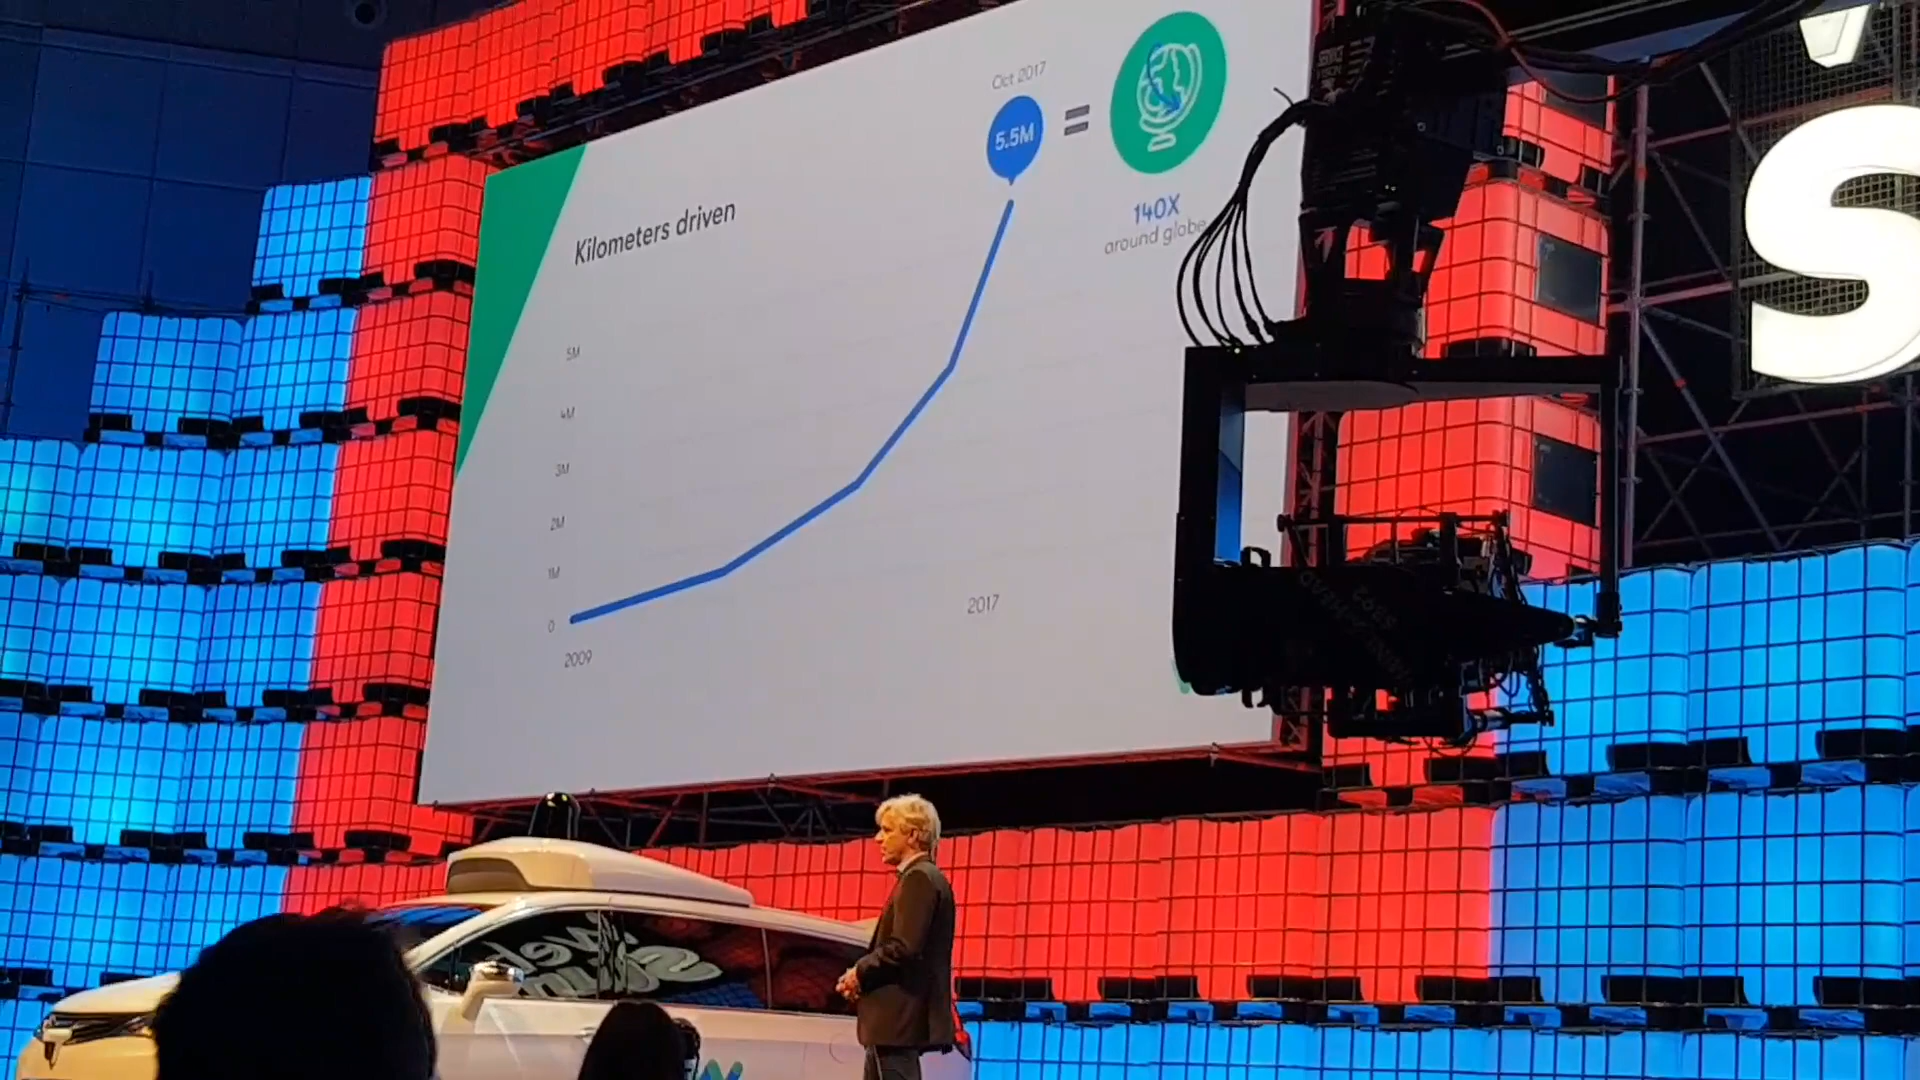 Oct 2017
5.5M
=
140X
around globe
Kilometers driven
5M
4M
3M
2M
1M
0
2009
2017
S